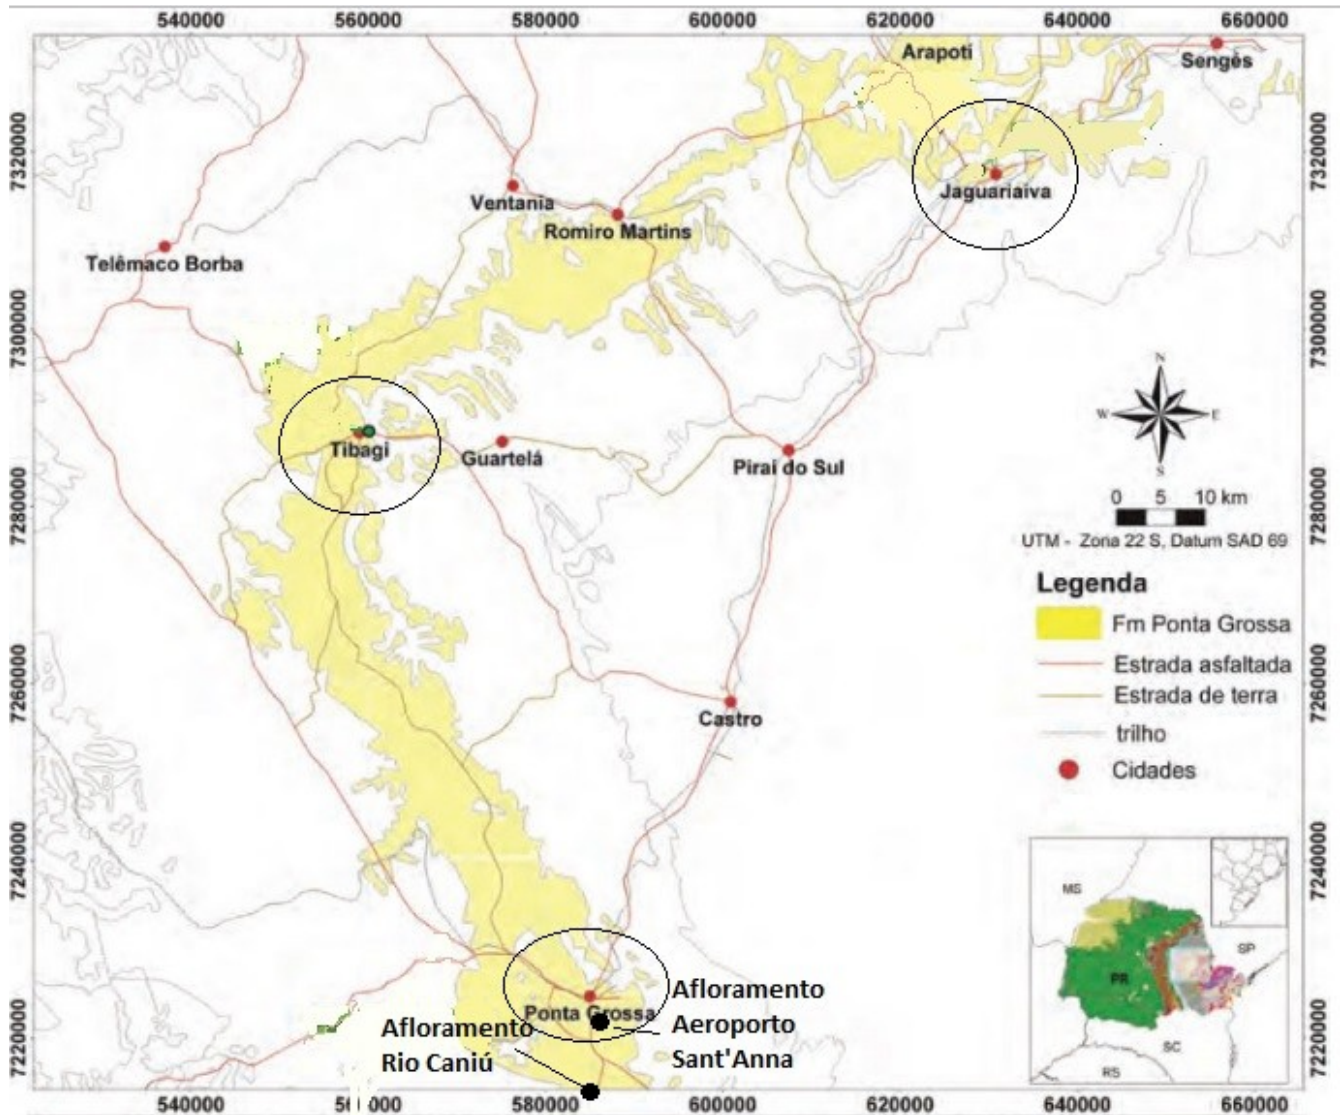 540000 560000 580000 600000 620000 640000 660000
Arapoti
Sengés
7320000
7320000
Jaguariaiva
Ventania
Romiro Martins
Telêmaco Borba
7300000
7300000
N
W E
S
Tibagi
Guartelá
Pirai do Sul
0 5 10 km
7280000
7280000
UTM - Zona 22 S, Datum SAD 69
Legenda
Fm Ponta Grossa
Estrada asfaltada
Estrada de terra
trilho
Cidades
7260000
7260000
Castro
7240000
7240000
MS
SP
PR
SC
RS
Ponta Grossa
Afloramento
Aeroporto
Sant'Anna
Afloramento
Rio Caniú
7220000
7220000
540000 560000 580000 600000 620000 640000 660000